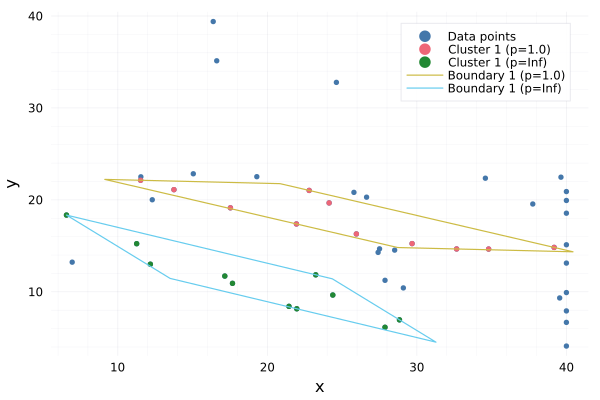 40
30
20
10
y
10
20
30
40
x
Data points
Cluster 1 (p=1.0)
Cluster 1 (p=Inf)
Boundary 1 (p=1.0)
Boundary 1 (p=Inf)